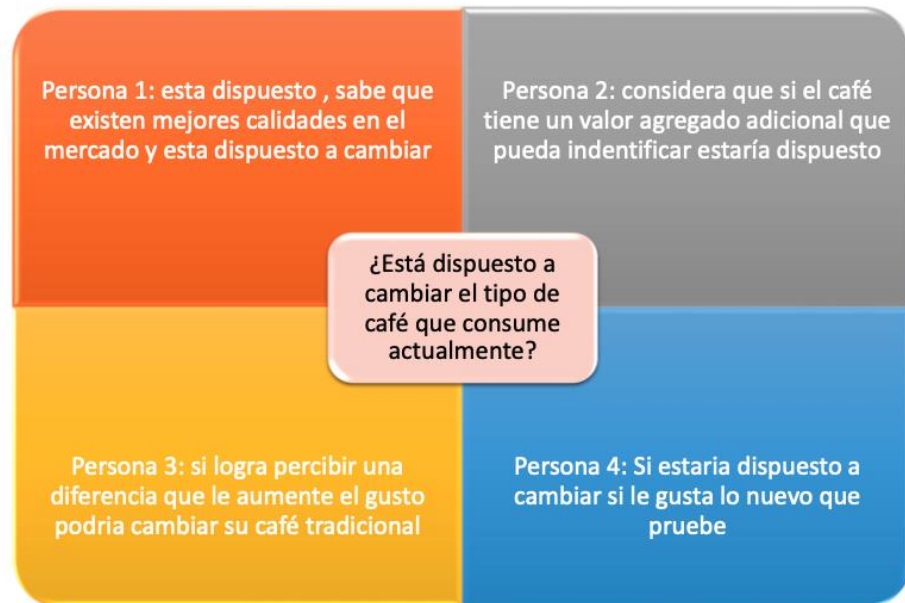 Persona 1: esta dispuesto , sabe que
existen mejores calidades en el
mercado y esta dispuesto a cambiar
Persona 2: considera que si el café
tiene un valor agregado adicional que
pueda indentificar estaría dispuesto
¿Está dispuesto a
cambiar el tipo de
café que consume
actualmente?
Persona 3: si logra percibir una
diferencia que le aumente el gusto
podria cambiar su café tradicional
Persona 4: Si estaria dispuesto a
cambiar si le gusta lo nuevo que
pruebe